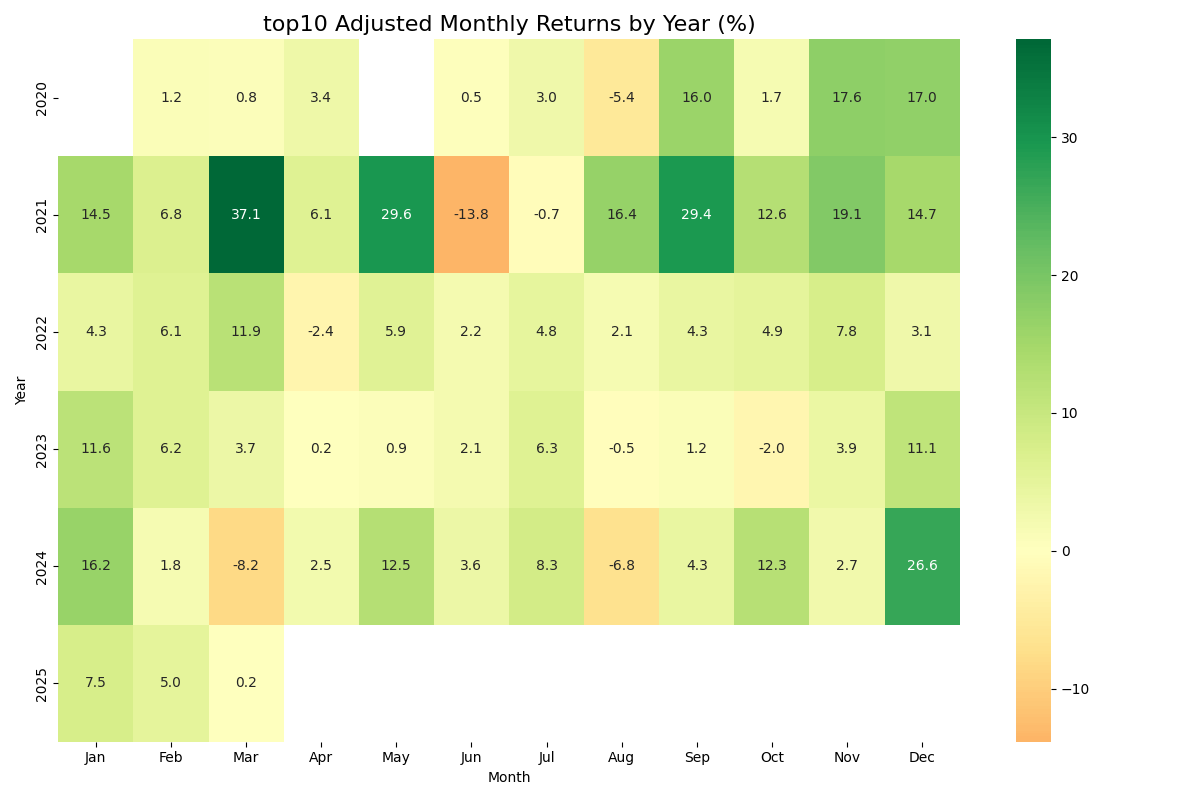 top10 Adjusted Monthly Returns by Year (%)
2020 1.2 0.8 3.4 0.5 3.0 -5.4 16.0 1.7 17.6 17.0
2021 14.5 6.8 37.1 6.1 29.6 -13.8 -0.7 16.4 29.4 12.6 19.1 14.7
2022 4.3 6.1 11.9 -2.4 5.9 2.2 4.8 2.1 4.3 4.9 7.8 3.1
2023 11.6 6.2 3.7 0.2 0.9 2.1 6.3 -0.5 1.2 -2.0 3.9 11.1
2024 16.2 1.8 -8.2 2.5 12.5 3.6 8.3 -6.8 4.3 12.3 2.7 26.6
2025 7.5 5.0 0.2
Jan Feb Mar Apr May Jun Jul Aug Sep Oct Nov Dec
Month
Year
30
20
10
0
−10